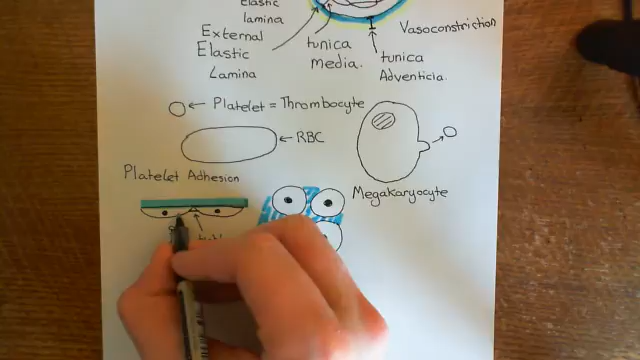 Elastic
lamina
External
Elastic
Lamina
tunica
Media.
Vasoconstriction
tunica
Adventicia.
Platelet = Thrombocyte
RBC
Megakaryocyte
Platelet Adhesion